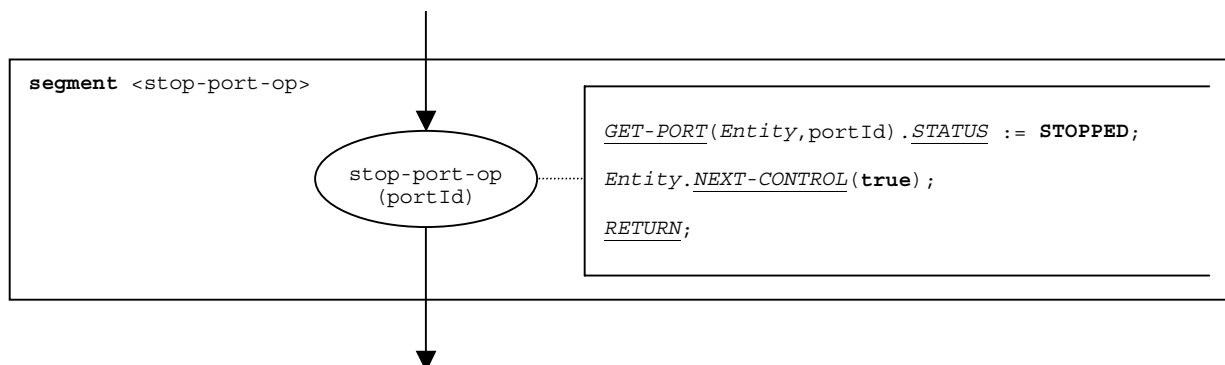 segment <stop-port-op>
stop-port-op
(portId)
GET-PORT(Entity,portId).STATUS := STOPPED;
Entity.NEXT-CONTROL(true);
RETURN;